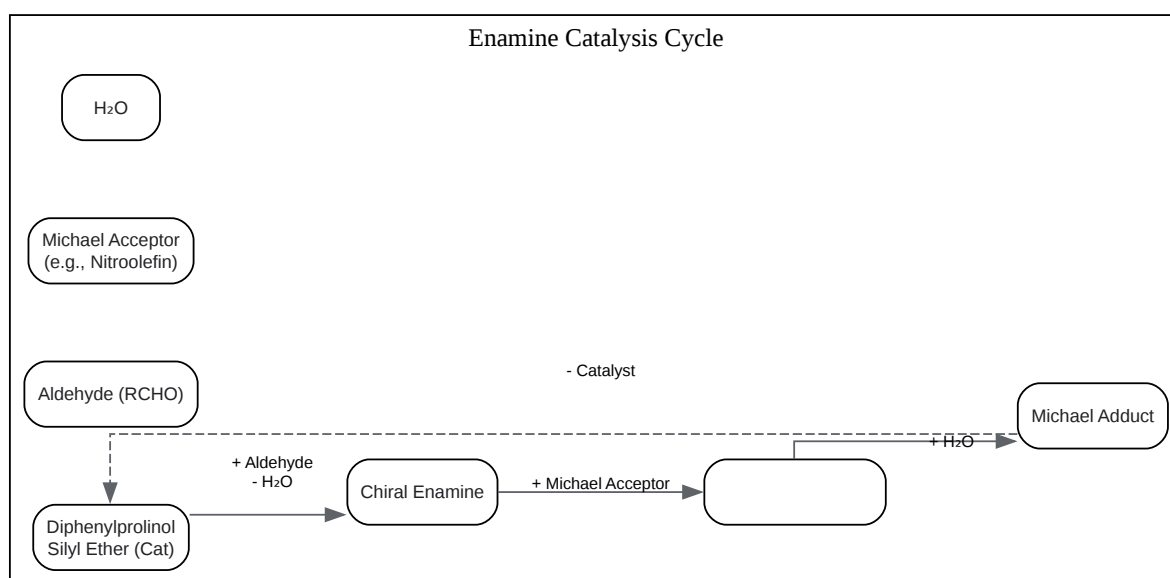 Enamine Catalysis Cycle
H₂O
Michael Acceptor
(e.g., Nitroolefin)
Aldehyde (RCHO)
- Catalyst
Michael Adduct
+ H₂O
+ Aldehyde
- H₂O
Chiral Enamine
+ Michael Acceptor
Diphenylprolinol
Silyl Ether (Cat)